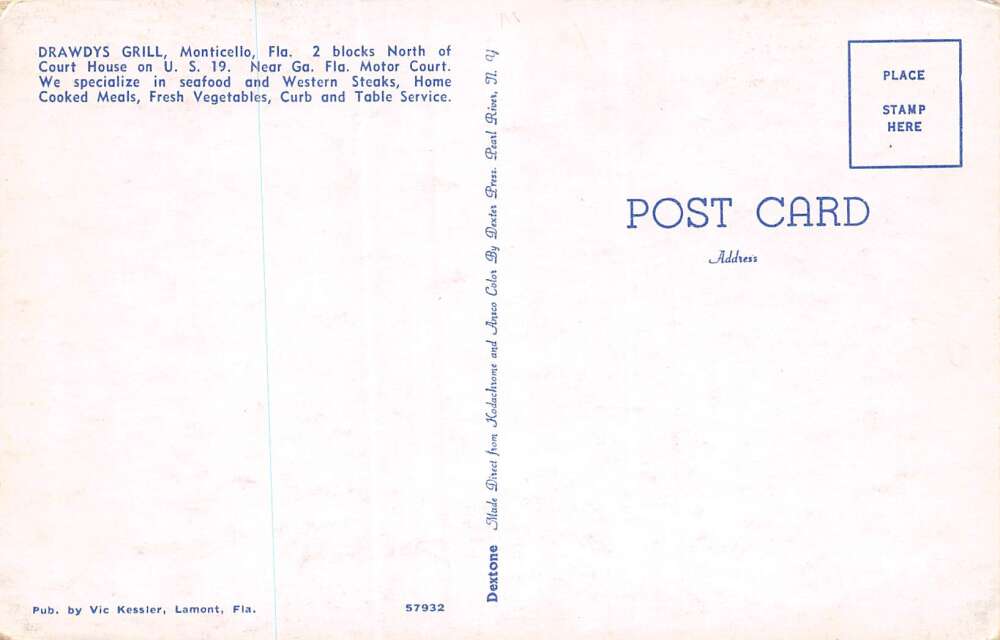 DRAWDYS GRILL, Monticello, Fla. 2 blocks North of
Court House on U. S. 19. Near Ga. Fla. Motor Court.
We specialize in seafood and Western Steaks, Home
Cooked Meals, Fresh Vegetables, Curb and Table Service.
Pub. by Vic Kessler, Lamont, Fla.
57932
Dextone Made Direct from Kodachrome and Ansco Color By Dexter Press. Pearl River, N. Y
PLACE
STAMP
HERE
POST CARD
Address